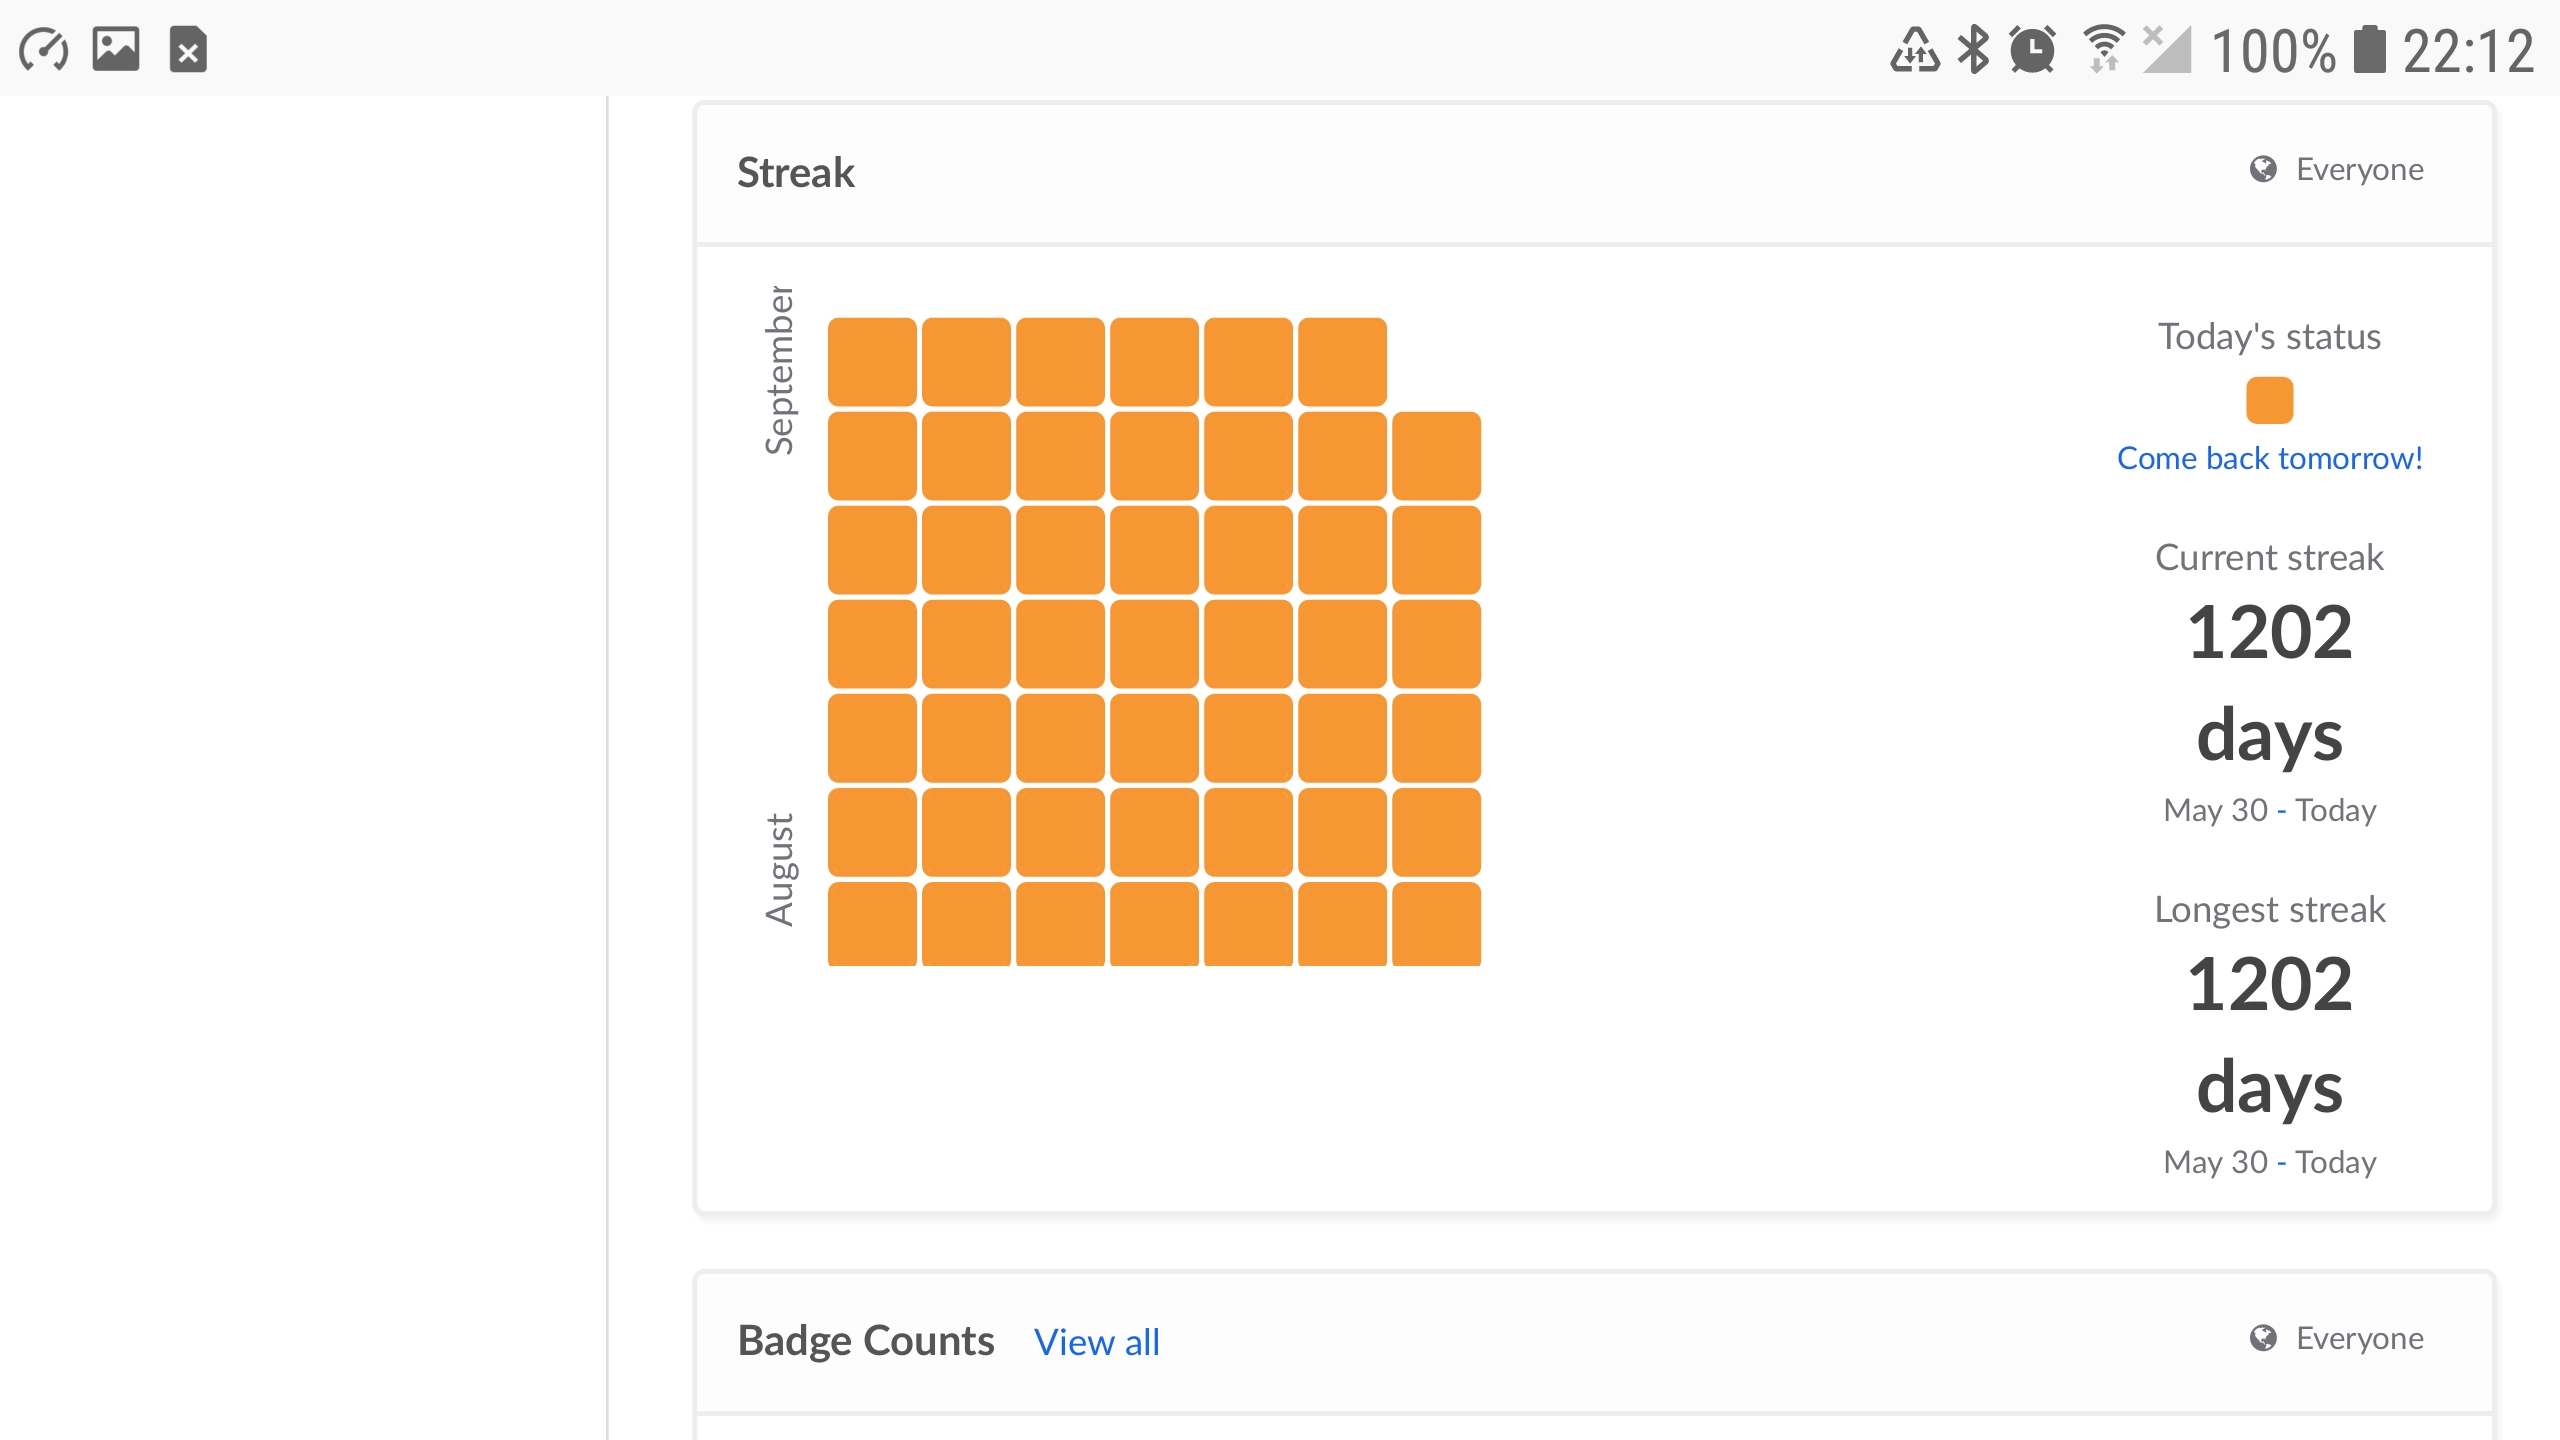 100% 22:12
Streak
Everyone
September
August
Today's status
Come back tomorrow!
Current streak
1202
days
May 30 - Today
Longest streak
1202
days
May 30 - Today
Badge Counts View all
Everyone